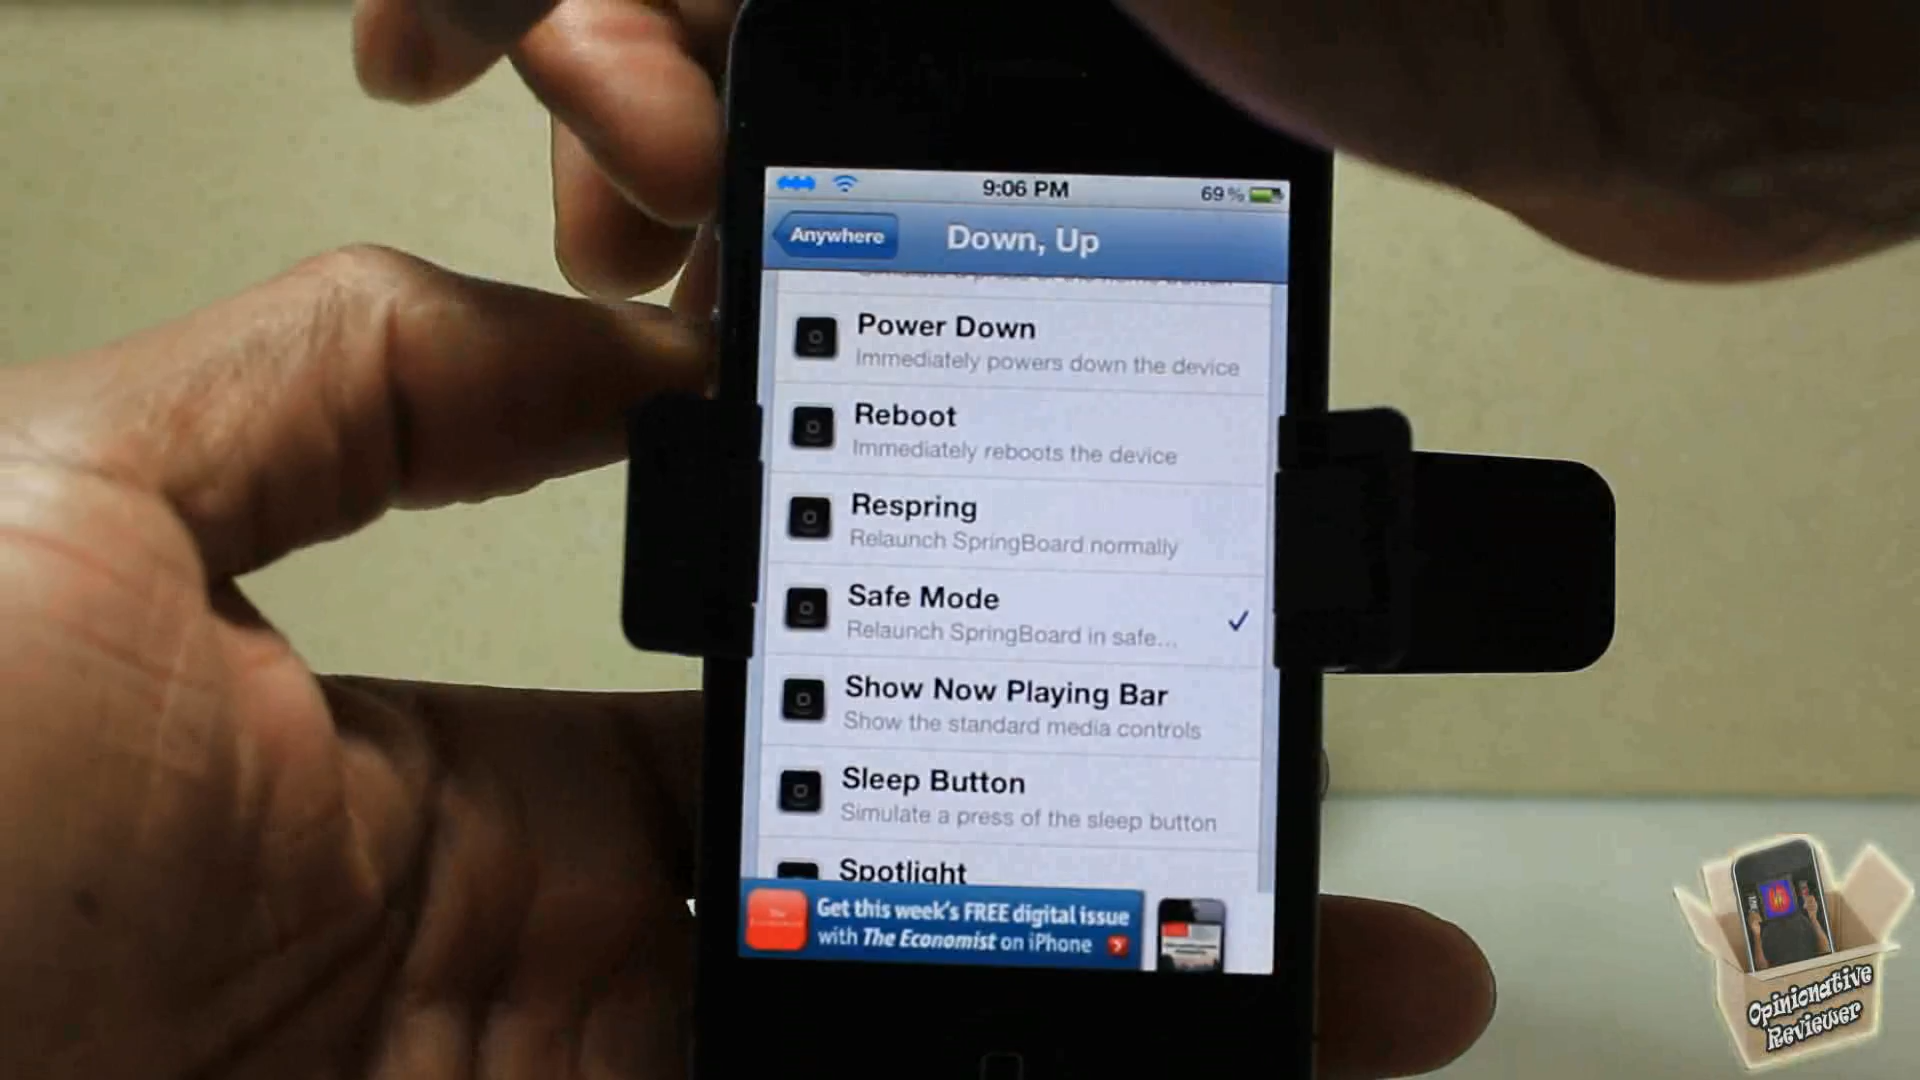 9:06 PM
69%
Anywhere
Down, Up
Power Down
Immediately powers down the device
Reboot
Immediately reboots the device
Respring
Relaunch SpringBoard normally
Safe Mode
Relaunch SpringBoard in safe...
Show Now Playing Bar
Show the standard media controls
Sleep Button
Simulate a press of the sleep button
Spotlight
Get this week's FREE digital issue
with The Economist on iPhone
Opinionative
Reviewer